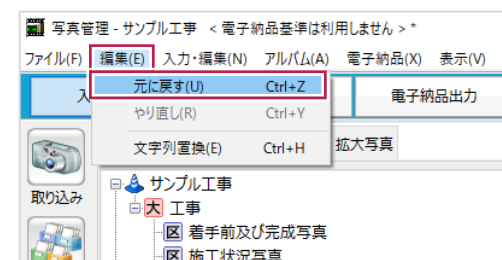 写真管理 - サンプル工事 < 電子納品基準は利用しません > *
ファイル(F) 編集(E) 入力・編集(N) アルバム(A) 電子納品(X) 表示(V)
元に戻す(U) Ctrl+Z
やり直し(R) Ctrl+Y
文字列置換(E) Ctrl+H
入
電子納品出力
拡大写真
取り込み
サンプル工事
大 工事
区 着手前及び完成写真
区 施工状況写真